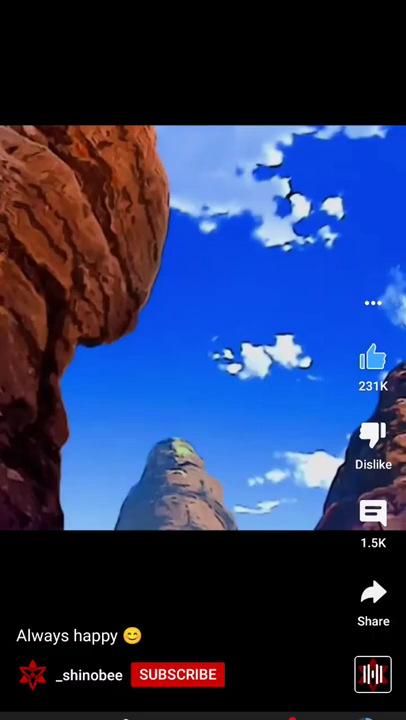 231K
Dislike
1.5K
Share
Always happy 😊
_shinobee SUBSCRIBE